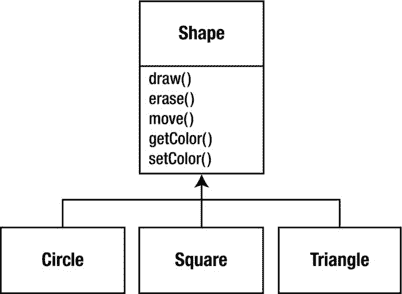 Shape
draw()
erase()
move()
getColor()
setColor()
Circle
Square
Triangle